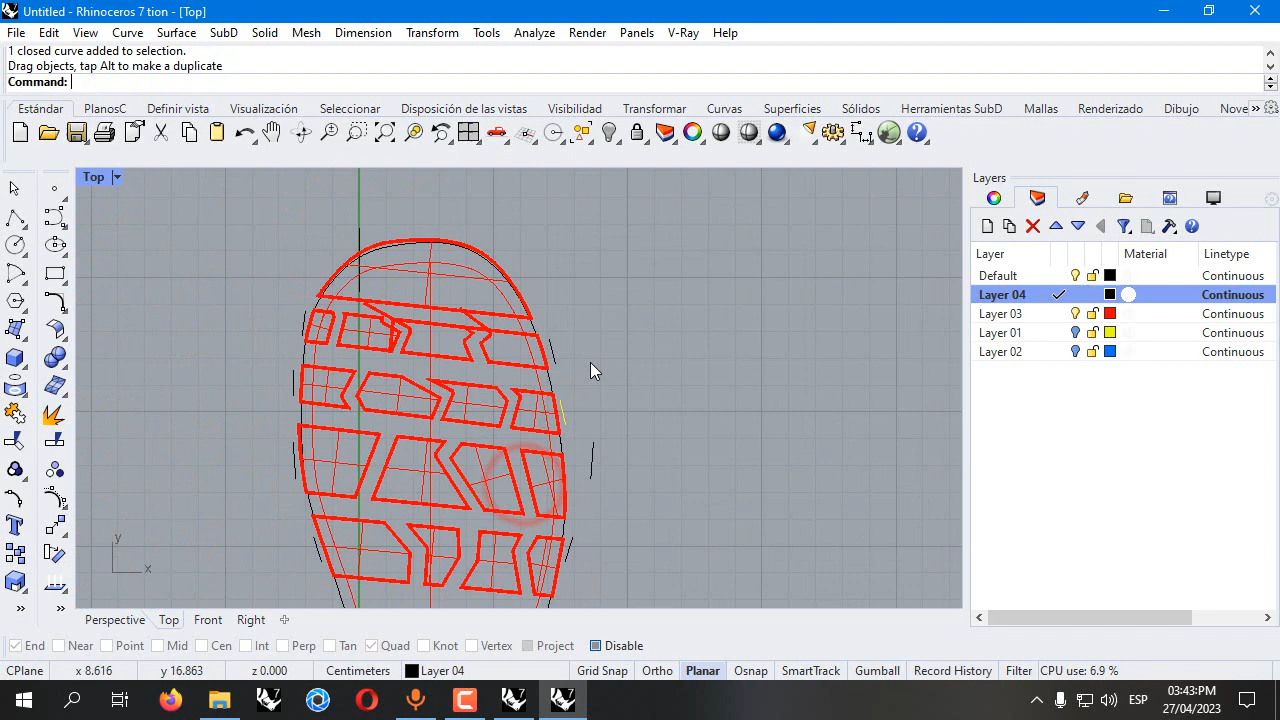 Untitled - Rhinoceros 7 tion - [Top]
File Edit View Curve Surface SubD Solid Mesh Dimension Transform Tools Analyze Render Panels V-Ray Help
1 closed curve added to selection.
Drag objects, tap Alt to make a duplicate
Command:
Estándar PlanosC Definir vista Visualización Seleccionar Disposición de las vistas Visibilidad Transformar Curvas Superficies Sólidos Herramientas SubD Mallas Renderizado Dibujo Nove »
Top
Layers
Layer Material Linetype
Default Continuous
Layer 04 Continuous
Layer 03 Continuous
Layer 01 Continuous
Layer 02 Continuous
y
x
Perspective Top Front Right
End Near Point Mid Cen Int Perp Tan Quad Knot Vertex Project Disable
CPlane x 8.616 y 16.863 z 0.000 Centimeters Layer 04 Grid Snap Ortho Planar Osnap SmartTrack Gumball Record History Filter CPU use: 6.9 %
ESP 03:43:PM
27/04/2023